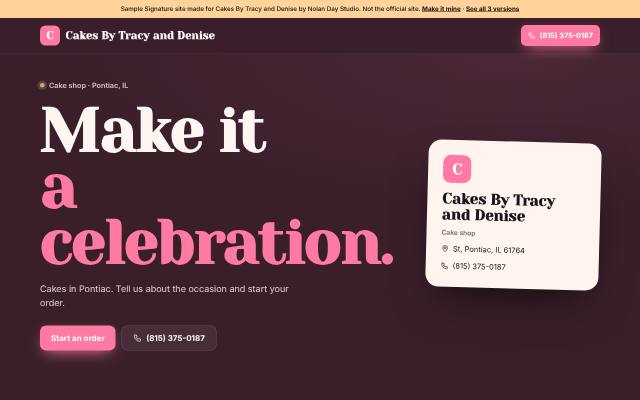 Sample Signature site made for Cakes By Tracy and Denise by Nolan Day Studio. Not the official site. Make it mine · See all 3 versions
C Cakes By Tracy and Denise
(815) 375-0187
Cake shop · Pontiac, IL
Make it
a
celebration.
Cakes in Pontiac. Tell us about the occasion and start your
order.
Start an order
(815) 375-0187
C
Cakes By Tracy
and Denise
Cake shop
St, Pontiac, IL 61764
(815) 375-0187